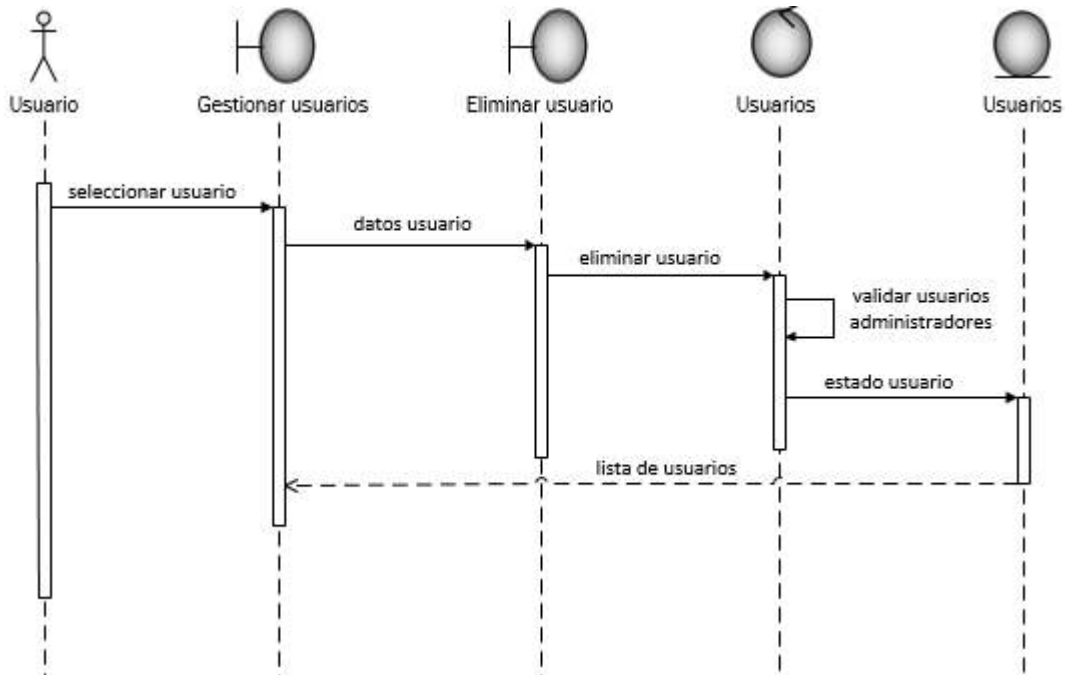 Usuario
Gestionar usuarios
Eliminar usuario
Usuarios
Usuarios
seleccionar usuario
datos usuario
eliminar usuario
validar usuarios
administradores
estado usuario
lista de usuarios